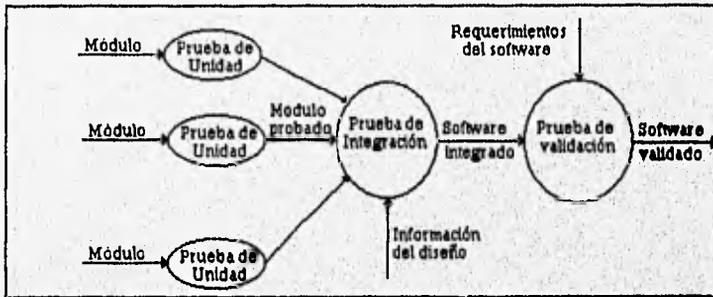 Módulo
Prueba de
Unidad
Módulo
Prueba de
Unidad
Módulo
Prueba de
Unidad
Modulo
probado
Prueba de
Integración
Información
del diseño
Software
integrado
Requerimientos
del software
Prueba de
validación
Software
validado